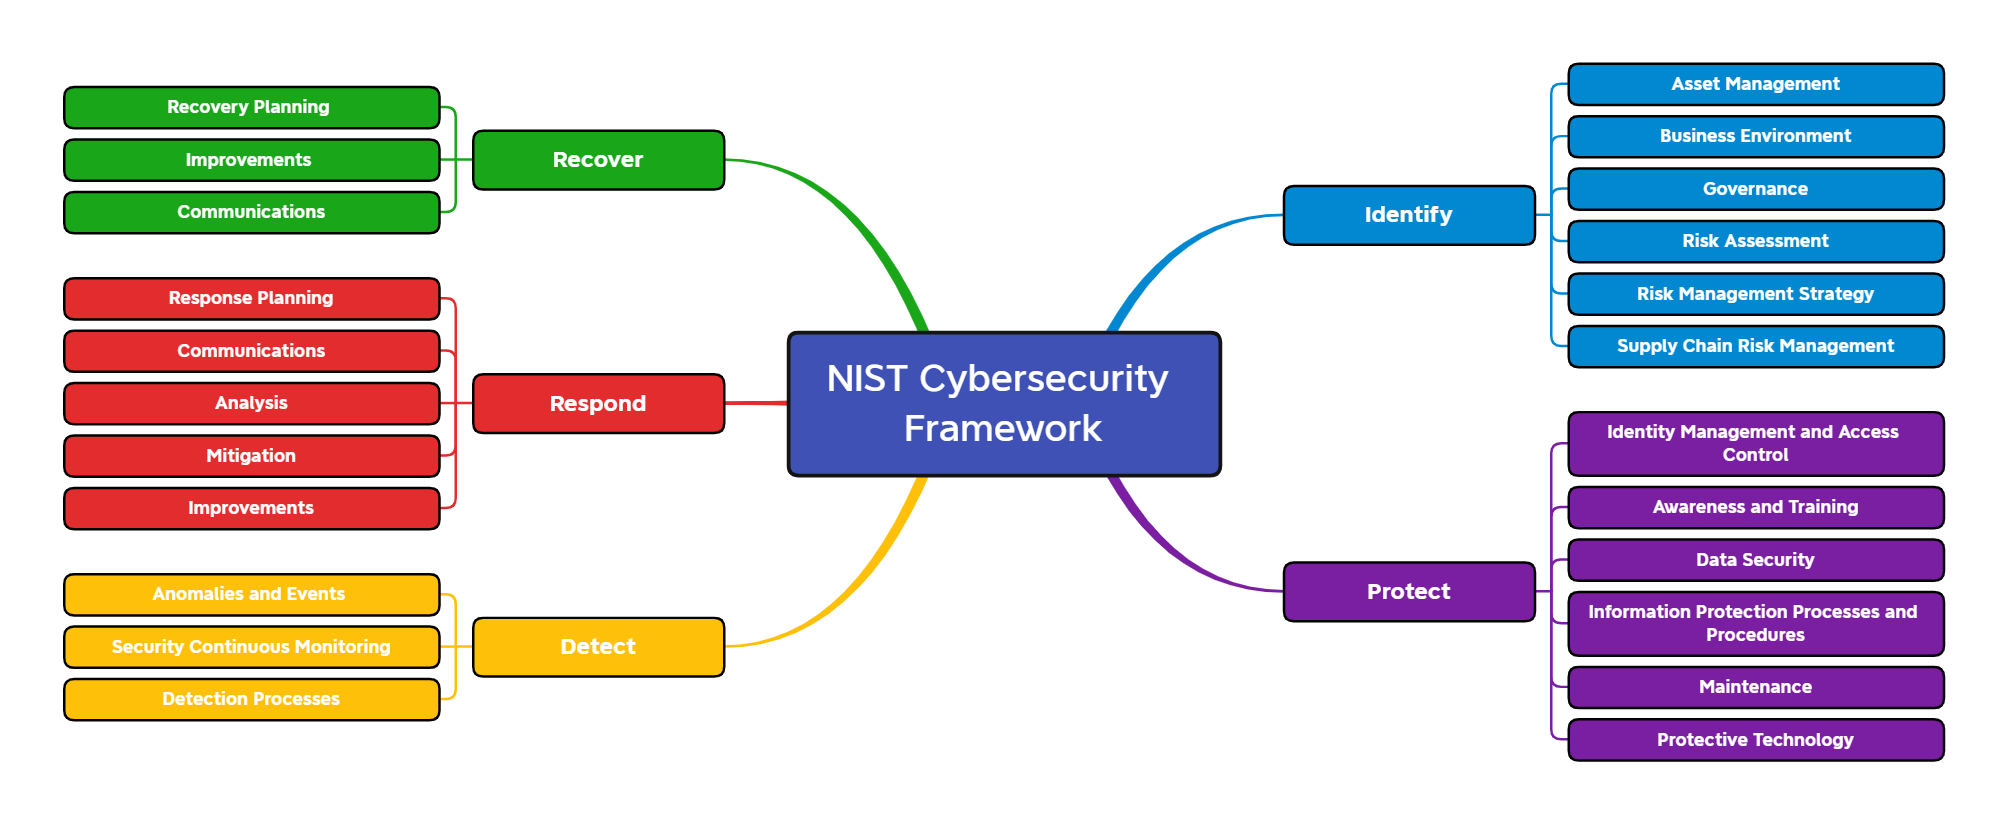 NIST Cybersecurity
Framework
Identify
Asset Management
Business Environment
Governance
Risk Assessment
Risk Management Strategy
Supply Chain Risk Management
Protect
Identity Management and Access
Control
Awareness and Training
Data Security
Information Protection Processes and
Procedures
Maintenance
Protective Technology
Detect
Anomalies and Events
Security Continuous Monitoring
Detection Processes
Respond
Response Planning
Communications
Analysis
Mitigation
Improvements
Recover
Recovery Planning
Improvements
Communications